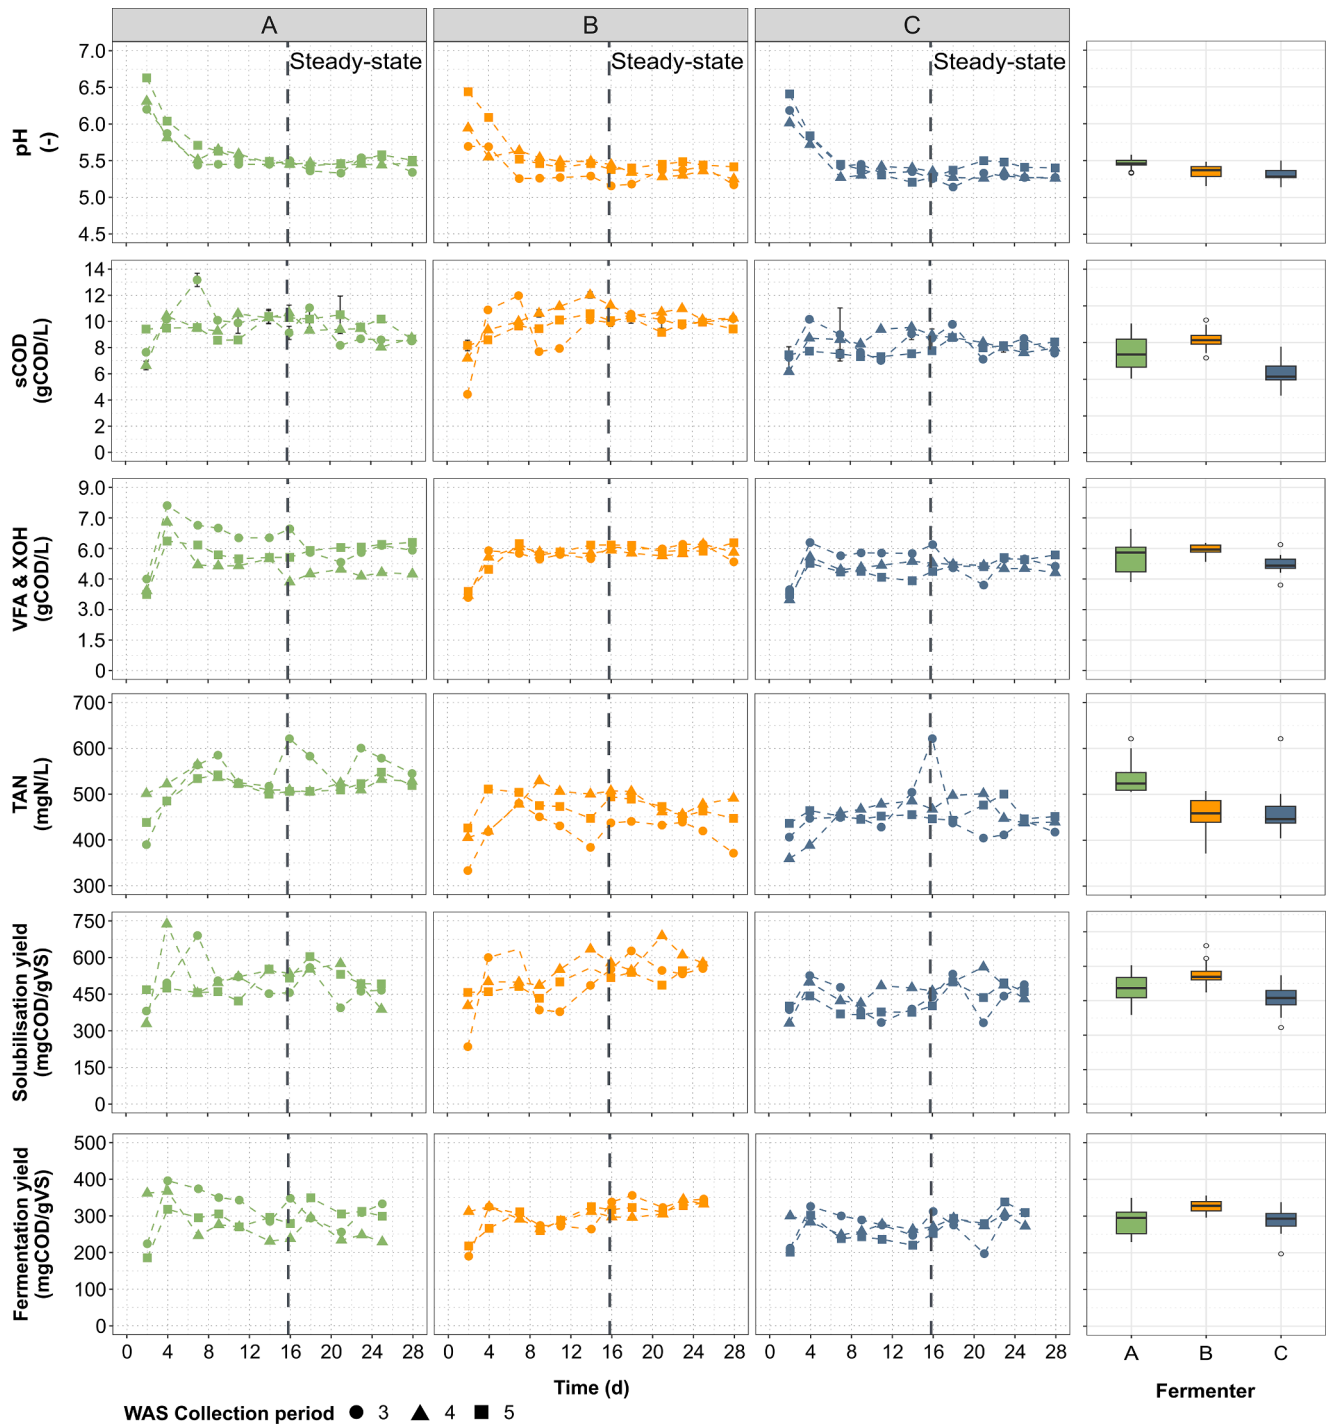 A B C
Steady-state Steady-state Steady-state
pH
(-)
7.0
6.5
6.0
5.5
5.0
4.5
sCOD
(gCOD/L)
14
12
10
8
6
4
2
0
VFA & XOH
(gCOD/L)
9.0
7.0
6.0
4.0
3.0
1.5
0
TAN
(mgN/L)
700
600
500
400
300
Solubilisation yield
(mgCOD/gVS)
750
600
450
300
150
0
Fermentation yield
(mgCOD/gVS)
500
400
300
200
100
0
0 4 8 12 16 20 24 28 0 4 8 12 16 20 24 28 0 4 8 12 16 20 24 28 A B C
Time (d)
Fermenter
WAS Collection period 3 4 5